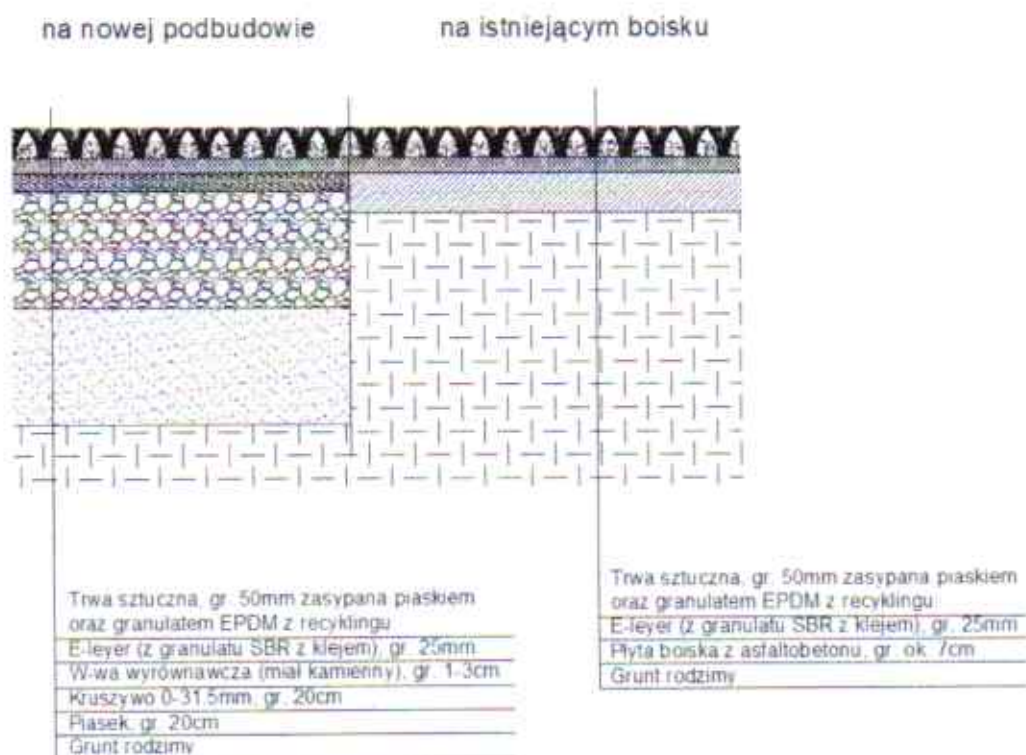 na nowej podbudowie
na istniejącym boisku
Trwa sztuczna, gr. 50mm zasypana piaskiem
oraz granulatem EPDM z recyklingu
E-leyer (z granulatu SBR z klejem), gr. 25mm
W-wa wyrównawcza (miał kamienny), gr. 1-3cm
Kruszywo 0-31.5mm, gr. 20cm
Piasek, gr. 20cm
Grunt rodzimy
Trwa sztuczna, gr. 50mm zasypana piaskiem
oraz granulatem EPDM z recyklingu
E-leyer (z granulatu SBR z klejem), gr. 25mm
Płyta boiska z asfaltobetonu, gr. ok. 7cm
Grunt rodzimy